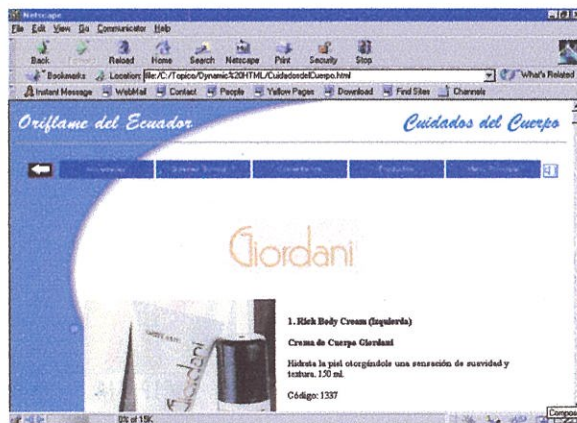 Netscape
File Edit View Go Communicator Help
Back Forward Reload Home Search Netscape Print Security Stop
Bookmarks Location: file:/C:/Topico/Dynamic%20HTML/CuidadosdelCuerpo.html What's Related
Instant Message WebMail Contact People Yellow Pages Download Find Sites Channels
Oriflame del Ecuador
Cuidados del Cuerpo
Giordani
Giordani
1. Rich Body Cream (Izquierda)
Crema de Cuerpo Giordani
Hidrata la piel otorgándole una sensación de suavidad y
textura. 150 ml.
Código: 1337
0% of 15K